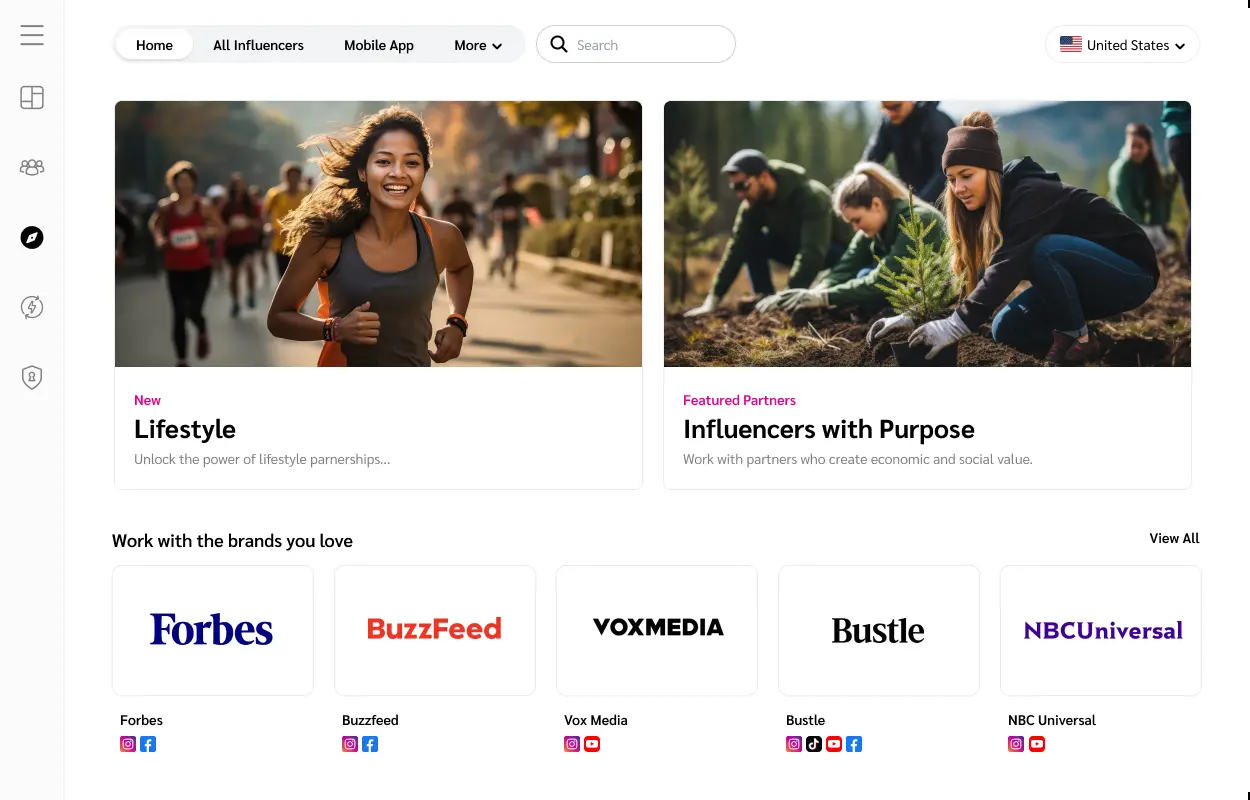 Home
All Influencers
Mobile App
More
Search
United States
New
Lifestyle
Unlock the power of lifestyle parnerships...
Featured Partners
Influencers with Purpose
Work with partners who create economic and social value.
Work with the brands you love
View All
Forbes
BuzzFeed
VOXMEDIA
Bustle
NBCUniversal
Forbes
Buzzfeed
Vox Media
Bustle
NBC Universal